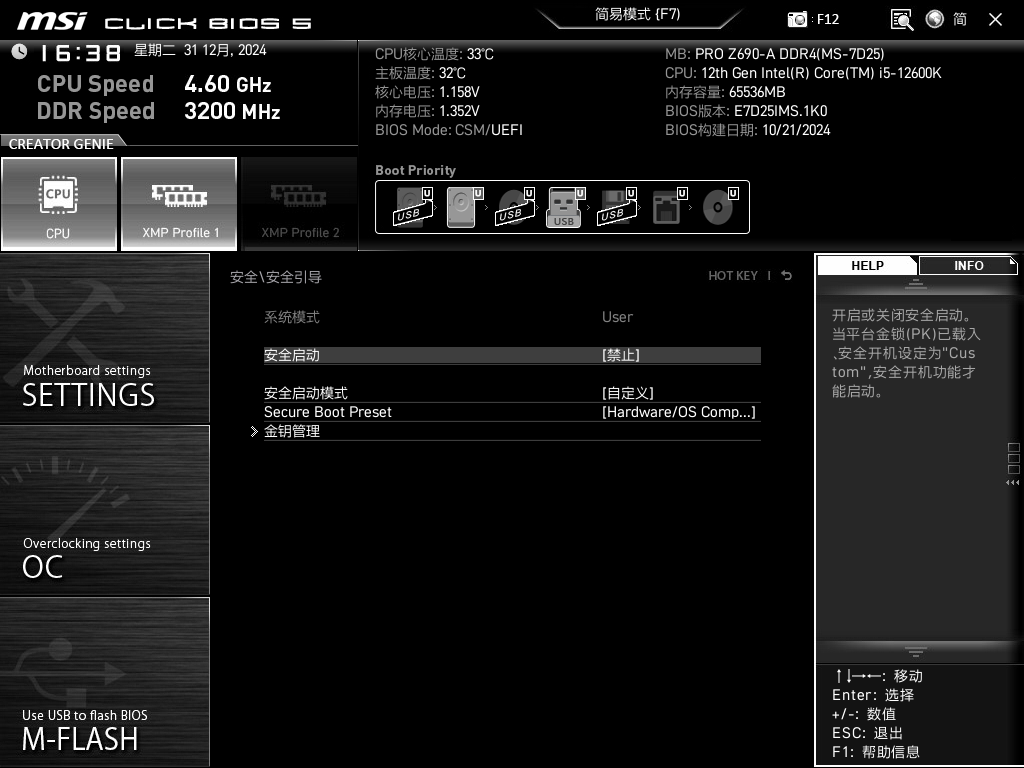 msi CLICK BIOS 5
简易模式 {F7}
: F12
简
16:38 星期二 31 12月, 2024
CPU Speed 4.60 GHz
DDR Speed 3200 MHz
CREATOR GENIE
CPU
CPU
XMP Profile 1
XMP Profile 2
CPU核心温度: 33℃
主板温度: 32℃
核心电压: 1.158V
内存电压: 1.352V
BIOS Mode: CSM/UEFI
MB: PRO Z690-A DDR4(MS-7D25)
CPU: 12th Gen Intel(R) Core(TM) i5-12600K
内存容量: 65536MB
BIOS版本: E7D25IMS.1K0
BIOS构建日期: 10/21/2024
Boot Priority
USB U U USB U USB U USB U U U
Motherboard settings
SETTINGS
Overclocking settings
OC
Use USB to flash BIOS
M-FLASH
安全\安全引导
HOT KEY |
系统模式 User
安全启动 [禁止]
安全启动模式 [自定义]
Secure Boot Preset [Hardware/OS Comp...]
金钥管理
HELP
INFO
开启或关闭安全启动。
当平台金锁(PK)已载入
、安全开机设定为"Cus
tom",安全开机功能才
能启动。
↑↓→←: 移动
Enter: 选择
+/-: 数值
ESC: 退出
F1: 帮助信息